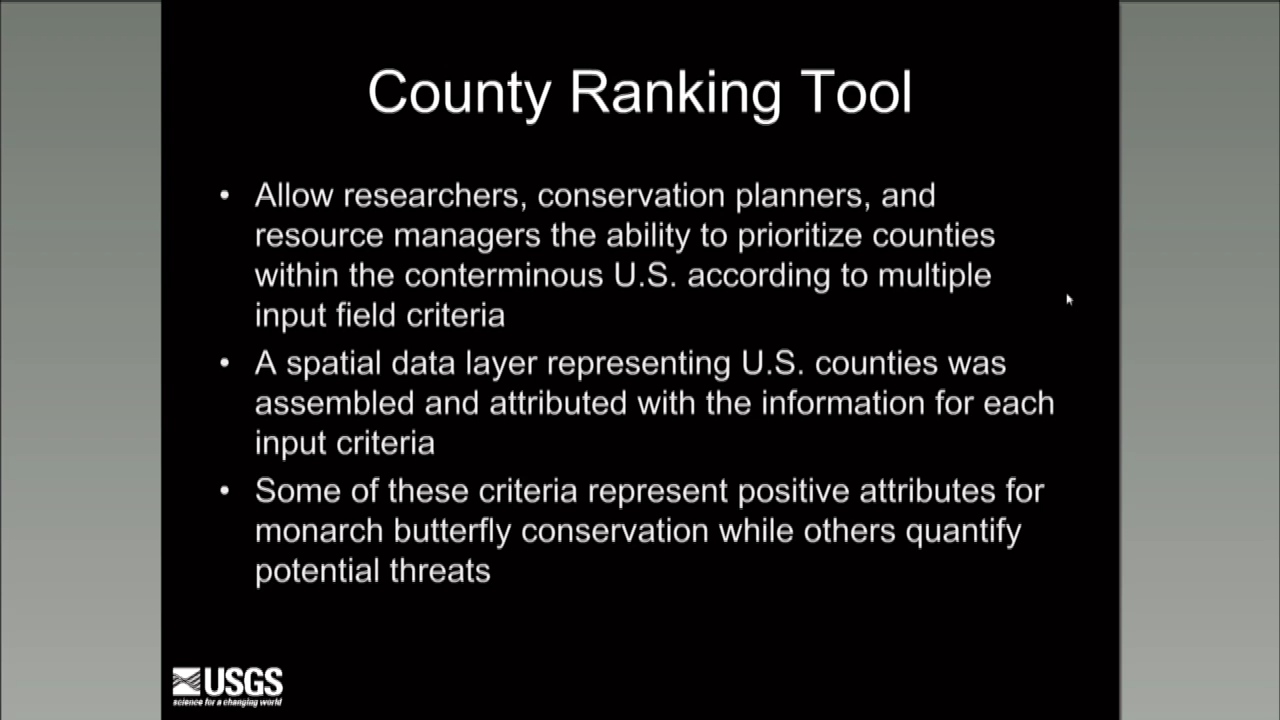 County Ranking Tool
• Allow researchers, conservation planners, and
resource managers the ability to prioritize counties
within the conterminous U.S. according to multiple
input field criteria
• A spatial data layer representing U.S. counties was
assembled and attributed with the information for each
input criteria
• Some of these criteria represent positive attributes for
monarch butterfly conservation while others quantify
potential threats
USGS
science for a changing world